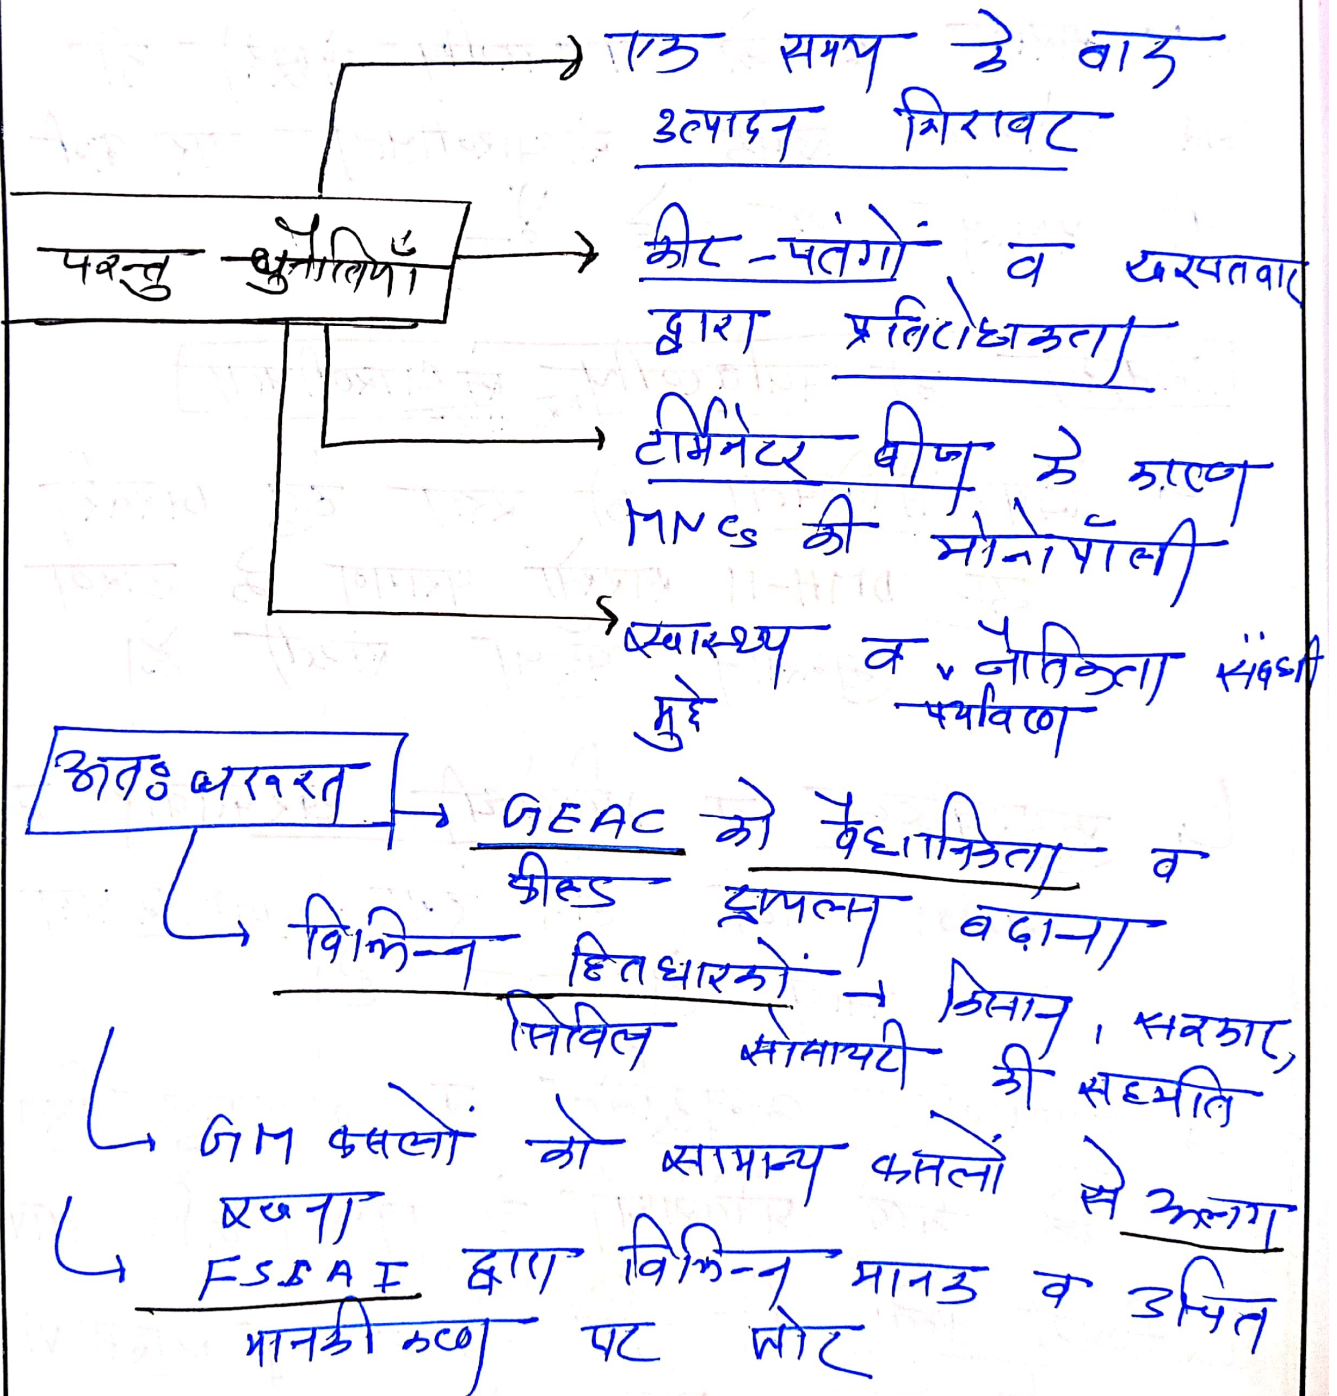 एक समय के बाद
उत्पादन गिरावट
परन्तु चुनौतियाँ
कीट-पतंगों व खरपतवार
द्वारा प्रतिरोधकता
टर्मिनेटर बीज के कारण
MNCs की मोनोपॉली
स्वास्थ्य व नैतिकता संबंधी
मुद्दे पर्यावरण
अतः जरूरत
GEAC को वैधानिकता व
फील्ड ट्रायल्स बढ़ाना
विभिन्न हितधारकों → किसान, सरकार,
सिविल सोसायटी की सहमति
GM फसलों को सामान्य फसलों से अलग
रखना
FSSAI द्वारा विभिन्न मानक व उचित
मानकीकरण पर जोर